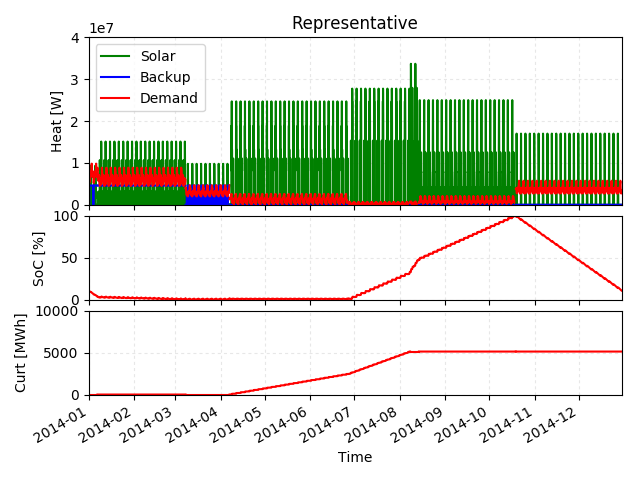 Representative
1e7
4
3
2
1
0
Heat [W]
Solar
Backup
Demand
100
50
0
SoC [%]
10000
5000
0
Curt [MWh]
2014-01
2014-02
2014-03
2014-04
2014-05
2014-06
2014-07
2014-08
2014-09
2014-10
2014-11
2014-12
Time